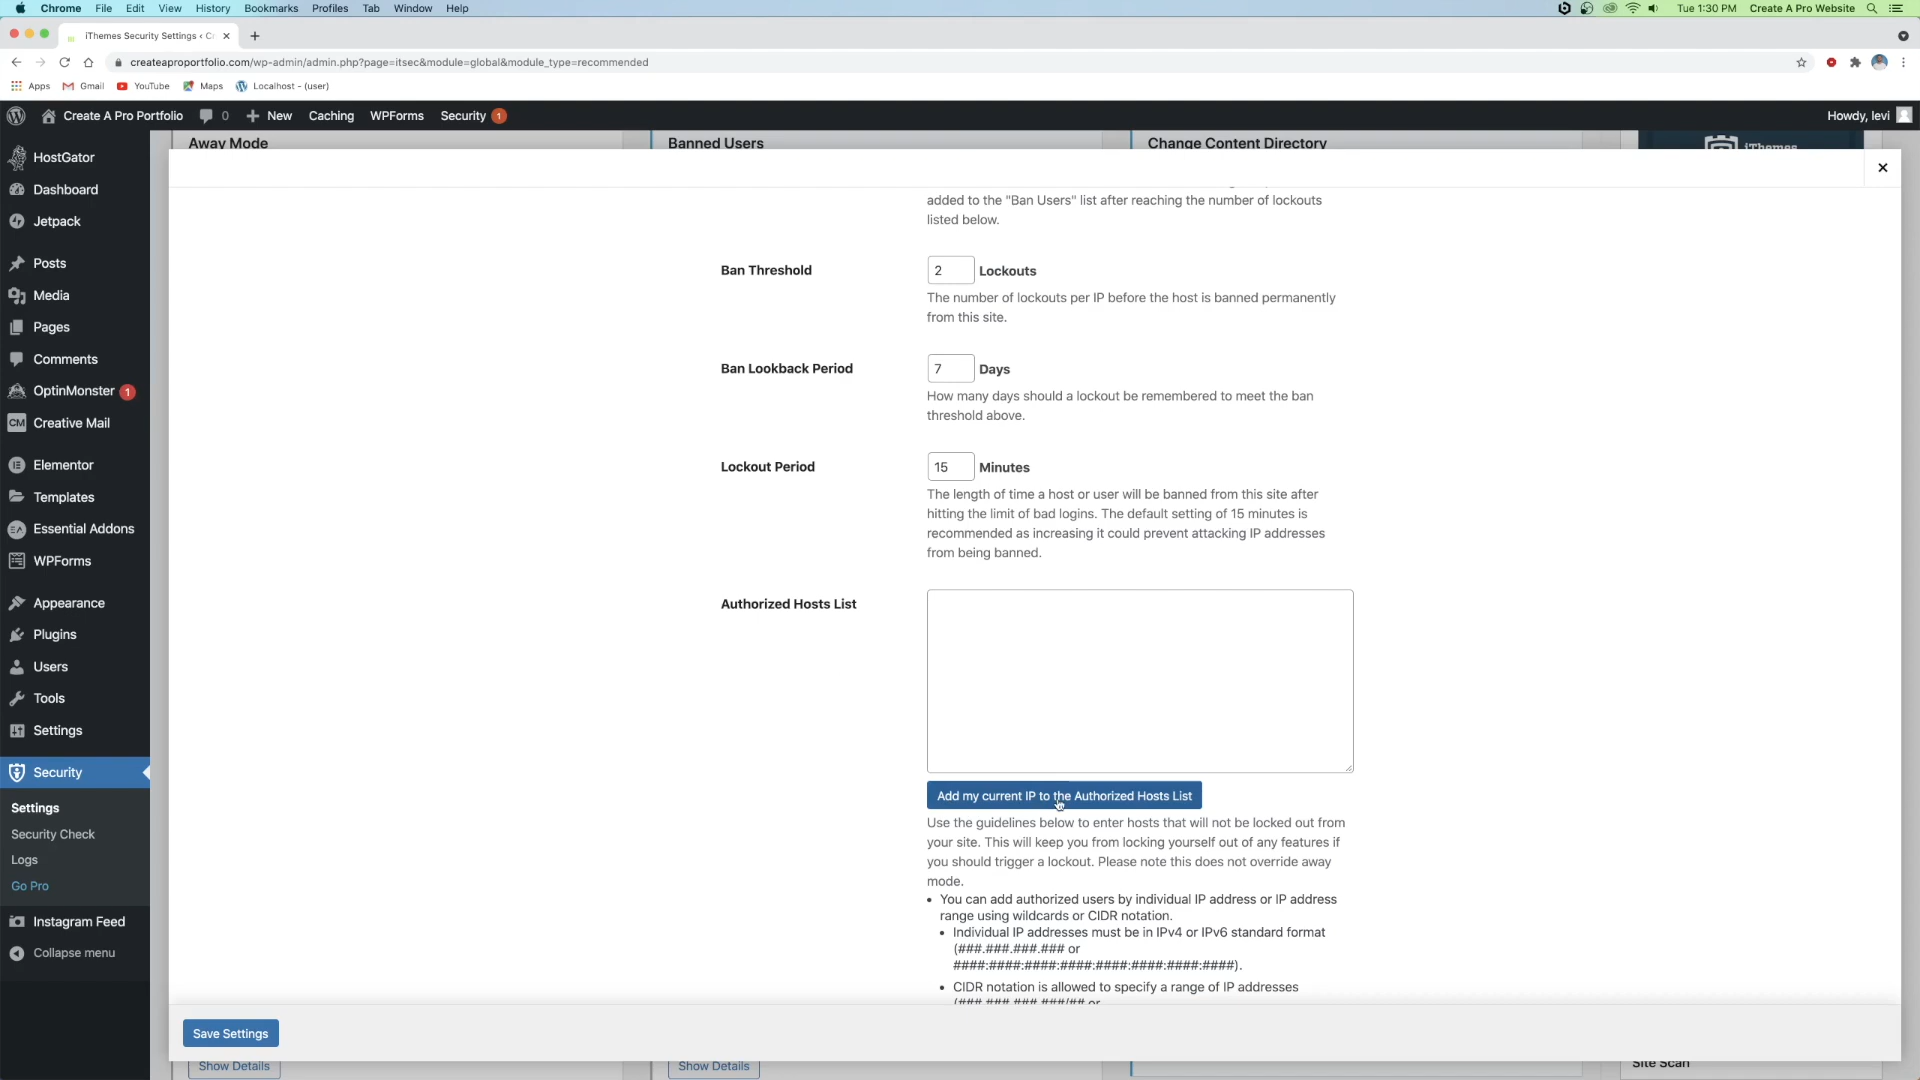 Chrome File Edit View History Bookmarks Profiles Tab Window Help Tue 1:30 PM Create A Pro Website
iThemes Security Settings ‹ C
createaproportfolio.com/wp-admin/admin.php?page=itsec&module=global&module_type=recommended
Apps Gmail YouTube Maps Localhost - (user)
Create A Pro Portfolio 0 New Caching WPForms Security 1 Howdy, levi
Away Mode Banned Users Change Content Directory iThemes
HostGator
Dashboard
Jetpack
Posts
Media
Pages
Comments
OptinMonster 1
CM Creative Mail
Elementor
Templates
EA Essential Addons
WPForms
Appearance
Plugins
Users
Tools
Settings
Security
Settings
Security Check
Logs
Go Pro
Instagram Feed
Collapse menu
added to the "Ban Users" list after reaching the number of lockouts
listed below.
Ban Threshold 2 Lockouts
The number of lockouts per IP before the host is banned permanently
from this site.
Ban Lookback Period 7 Days
How many days should a lockout be remembered to meet the ban
threshold above.
Lockout Period 15 Minutes
The length of time a host or user will be banned from this site after
hitting the limit of bad logins. The default setting of 15 minutes is
recommended as increasing it could prevent attacking IP addresses
from being banned.
Authorized Hosts List
Add my current IP to the Authorized Hosts List
Use the guidelines below to enter hosts that will not be locked out from
your site. This will keep you from locking yourself out of any features if
you should trigger a lockout. Please note this does not override away
mode.
• You can add authorized users by individual IP address or IP address
range using wildcards or CIDR notation.
• Individual IP addresses must be in IPv4 or IPv6 standard format
(###.###.###.### or
####:####:####:####:####:####:####:####).
• CIDR notation is allowed to specify a range of IP addresses
(###.###.###.###/## or
Save Settings
Show Details Show Details Site Scan